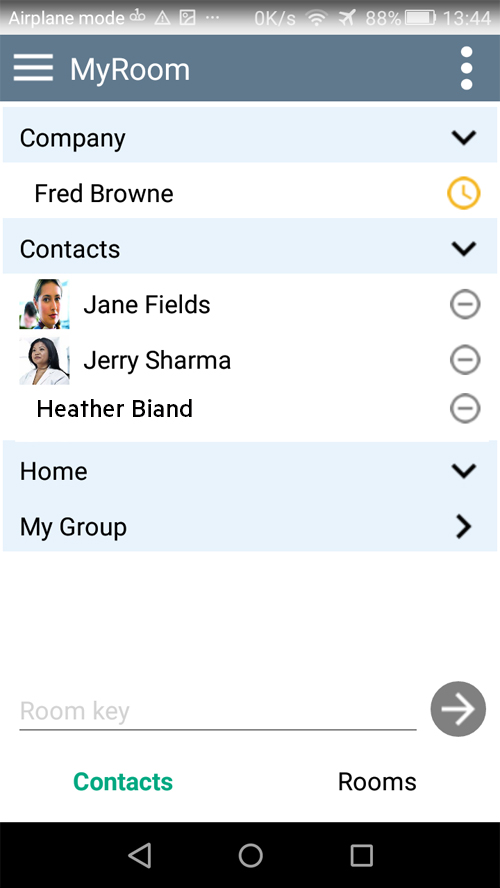 Airplane mode ... 0K/s 88% 13:44
MyRoom
Company
Fred Browne
Contacts
Jane Fields
Jerry Sharma
Heather Biand
Home
My Group
Room key
Contacts Rooms